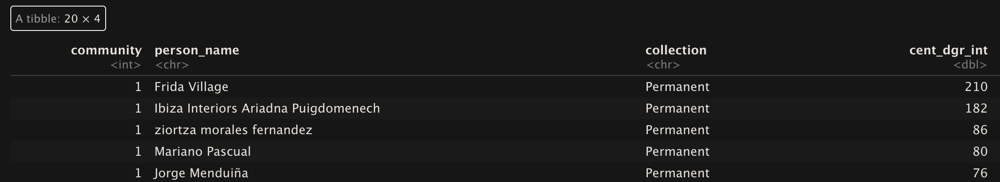 A tibble: 20 × 4
community person_name collection cent_dgr_int
<int> <chr> <chr> <dbl>
1 Frida Village Permanent 210
1 Ibiza Interiors Ariadna Puigdomenech Permanent 182
1 ziortza morales fernandez Permanent 86
1 Mariano Pascual Permanent 80
1 Jorge Menduiña Permanent 76